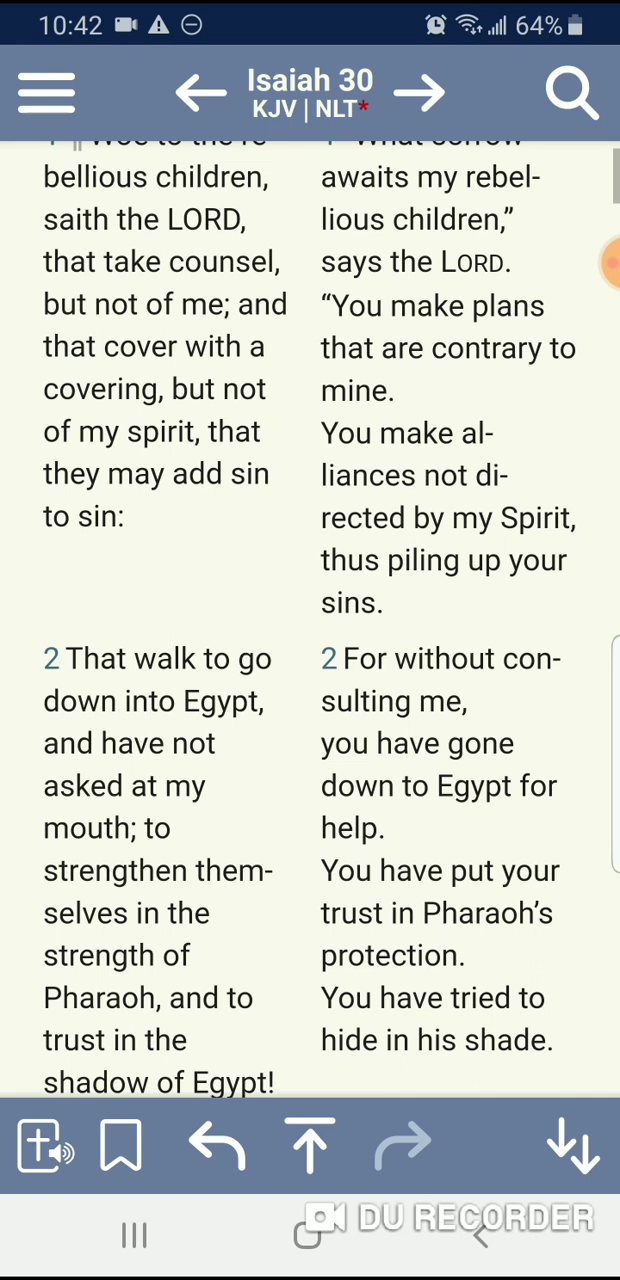 10:42
64%
Isaiah 30
KJV | NLT*
bellious children,
saith the LORD,
that take counsel,
but not of me; and
that cover with a
covering, but not
of my spirit, that
they may add sin
to sin:
2 That walk to go
down into Egypt,
and have not
asked at my
mouth; to
strengthen them-
selves in the
strength of
Pharaoh, and to
trust in the
shadow of Egypt!
awaits my rebel-
lious children,”
says the LORD.
“You make plans
that are contrary to
mine.
You make al-
liances not di-
rected by my Spirit,
thus piling up your
sins.
2 For without con-
sulting me,
you have gone
down to Egypt for
help.
You have put your
trust in Pharaoh’s
protection.
You have tried to
hide in his shade.
DU RECORDER